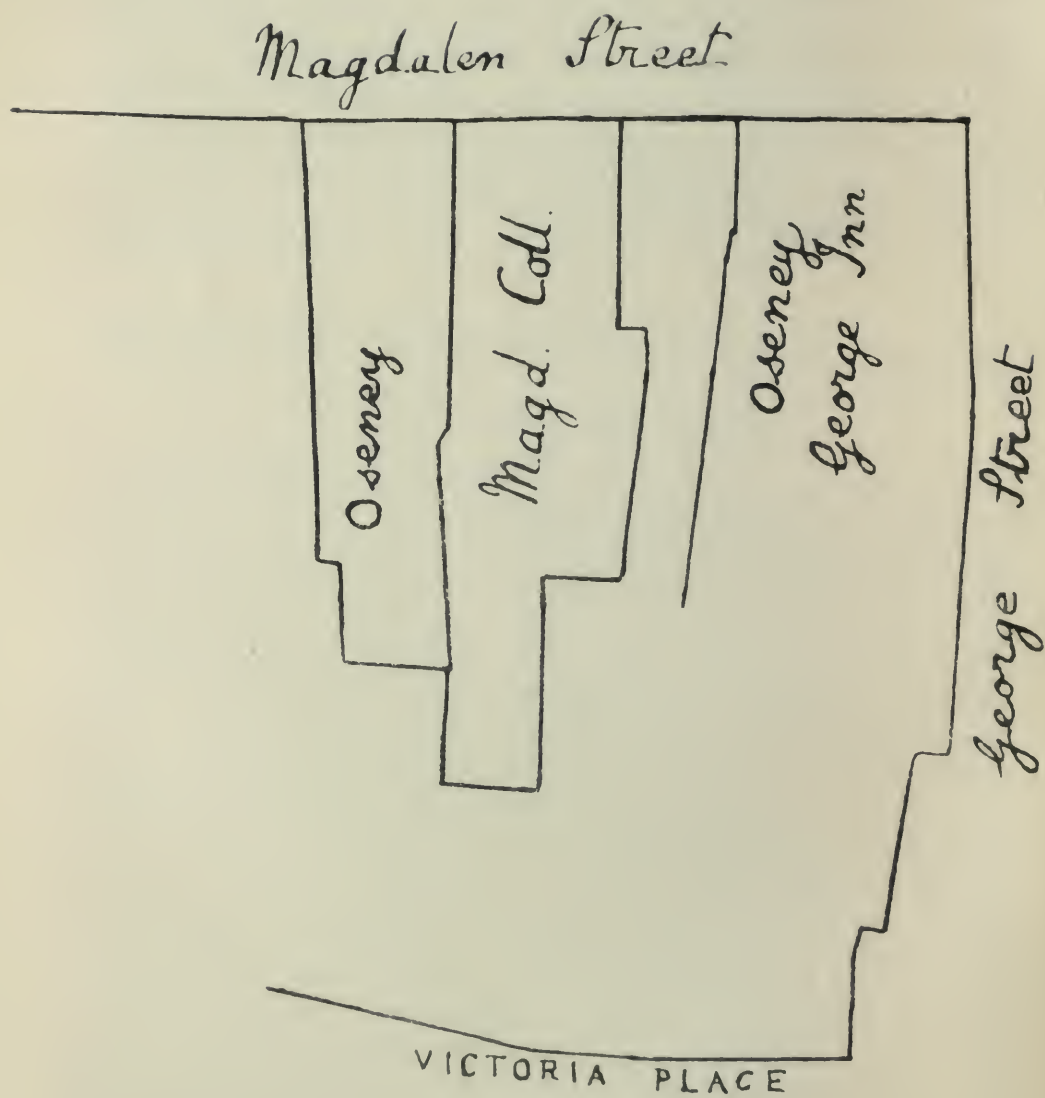 Magdalen Street
Oseney
Magd. Coll.
Oseney
George Inn
George Street
VICTORIA PLACE